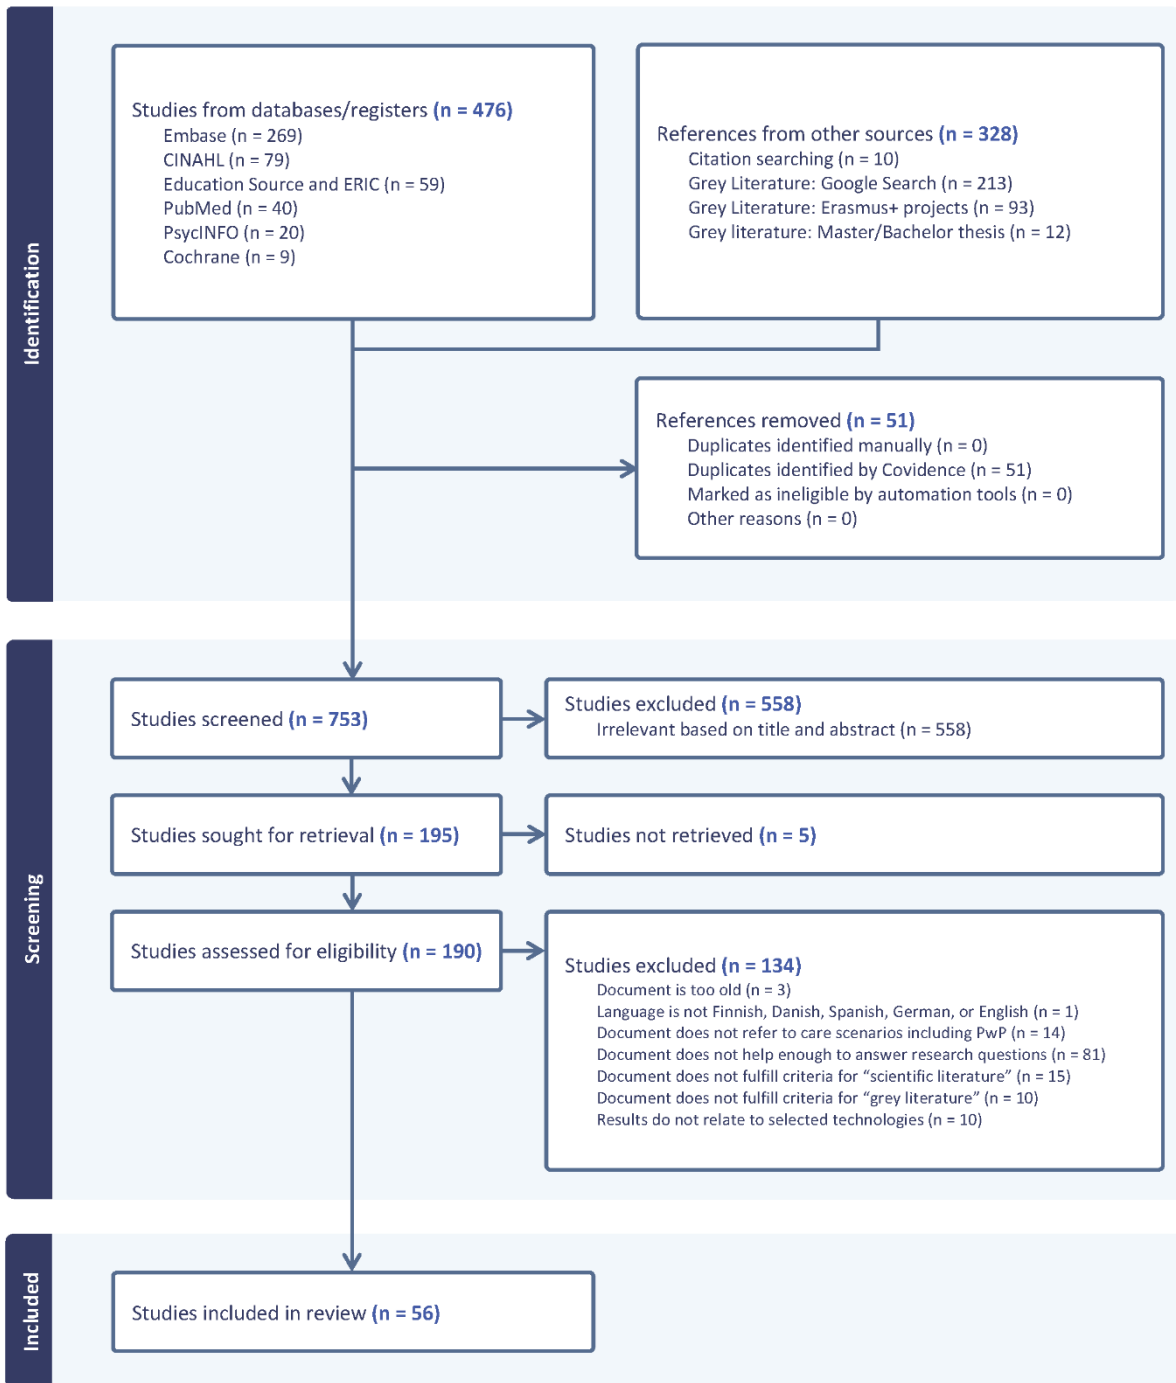 Identification
Studies from databases/registers (n = 476)
Embase (n = 269)
CINAHL (n = 79)
Education Source and ERIC (n = 59)
PubMed (n = 40)
PsycINFO (n = 20)
Cochrane (n = 9)
References from other sources (n = 328)
Citation searching (n = 10)
Grey Literature: Google Search (n = 213)
Grey Literature: Erasmus+ projects (n = 93)
Grey literature: Master/Bachelor thesis (n = 12)
References removed (n = 51)
Duplicates identified manually (n = 0)
Duplicates identified by Covidence (n = 51)
Marked as ineligible by automation tools (n = 0)
Other reasons (n = 0)
Screening
Studies screened (n = 753)
Studies excluded (n = 558)
Irrelevant based on title and abstract (n = 558)
Studies sought for retrieval (n = 195)
Studies not retrieved (n = 5)
Studies assessed for eligibility (n = 190)
Studies excluded (n = 134)
Document is too old (n = 3)
Language is not Finnish, Danish, Spanish, German, or English (n = 1)
Document does not refer to care scenarios including PwP (n = 14)
Document does not help enough to answer research questions (n = 81)
Document does not fulfill criteria for “scientific literature” (n = 15)
Document does not fulfill criteria for “grey literature” (n = 10)
Results do not relate to selected technologies (n = 10)
Included
Studies included in review (n = 56)